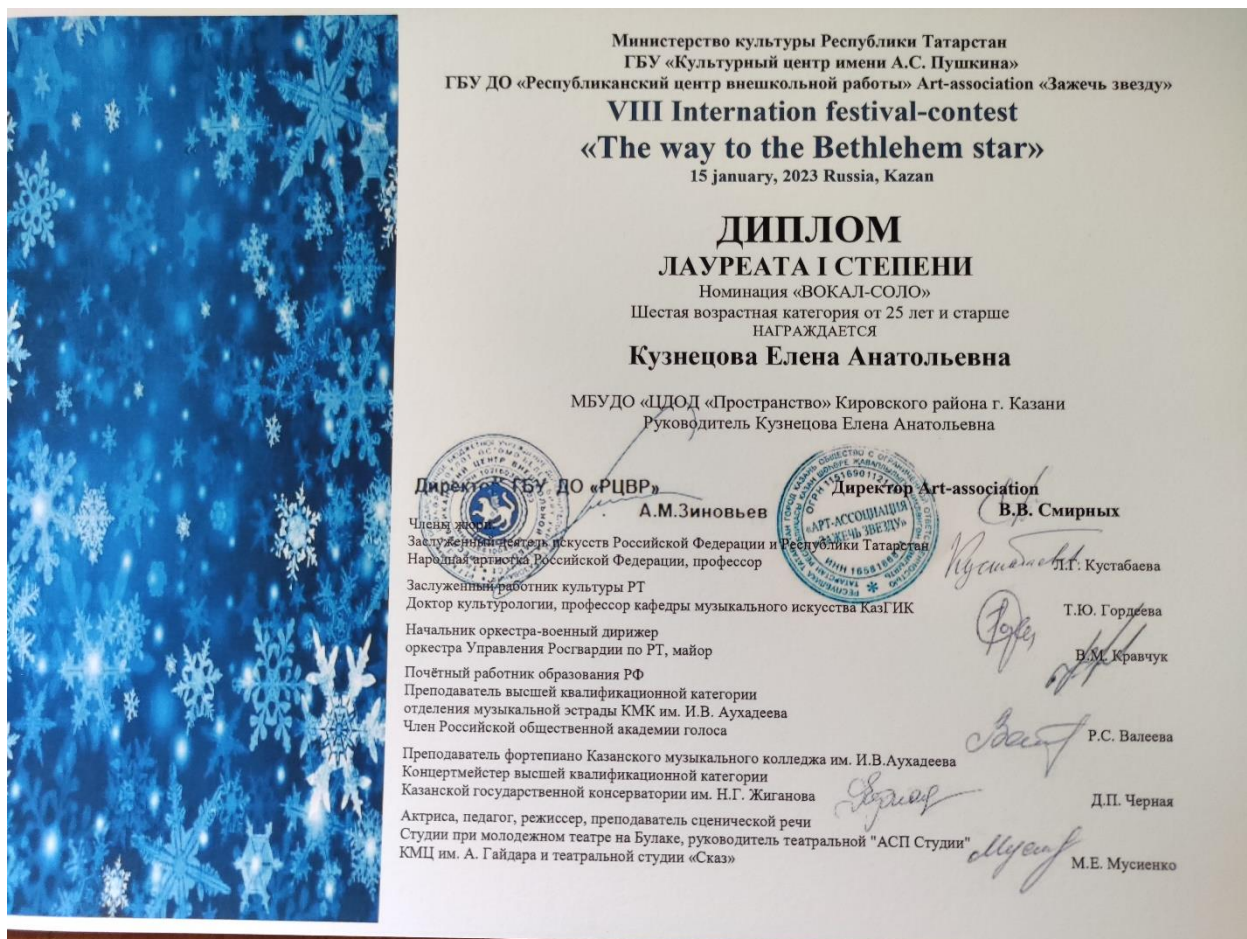 Министерство культуры Республики Татарстан
ГБУ «Культурный центр имени А.С. Пушкина»
ГБУ ДО «Республиканский центр внешкольной работы» Art-association «Зажечь звезду»
VIII Internation festival-contest
«The way to the Bethlehem star»
15 january, 2023 Russia, Kazan
ДИПЛОМ
ЛАУРЕАТА I СТЕПЕНИ
Номинация «ВОКАЛ-СОЛО»
Шестая возрастная категория от 25 лет и старше
НАГРАЖДАЕТСЯ
Кузнецова Елена Анатольевна
МБУДО «ЦДОД «Пространство» Кировского района г. Казани
Руководитель Кузнецова Елена Анатольевна
Директор ГБУ ДО «РЦВР»
А.М.Зиновьев
Директор Art-association
В.В. Смирных
«АРТ-АССОЦИАЦИЯ
«ЗАЖЕЧЬ ЗВЕЗДУ»
Члены жюри
Заслуженный деятель искусств Российской Федерации и Республики Татарстан
Народная артистка Российской Федерации, профессор
Л.Г. Кустабаева
Заслуженный работник культуры РТ
Доктор культурологии, профессор кафедры музыкального искусства КазГИК
Т.Ю. Гордеева
Начальник оркестра-военный дирижер
оркестра Управления Росгвардии по РТ, майор
В.М. Кравчук
Почётный работник образования РФ
Преподаватель высшей квалификационной категории
отделения музыкальной эстрады КМК им. И.В. Аухадеева
Член Российской общественной академии голоса
Р.С. Валеева
Преподаватель фортепиано Казанского музыкального колледжа им. И.В.Аухадеева
Концертмейстер высшей квалификационной категории
Казанской государственной консерватории им. Н.Г. Жиганова
Д.П. Черная
Актриса, педагог, режиссер, преподаватель сценической речи
Студии при молодежном театре на Булаке, руководитель театральной "АСП Студии"
КМЦ им. А. Гайдара и театральной студии «Сказ»
М.Е. Мусиенко